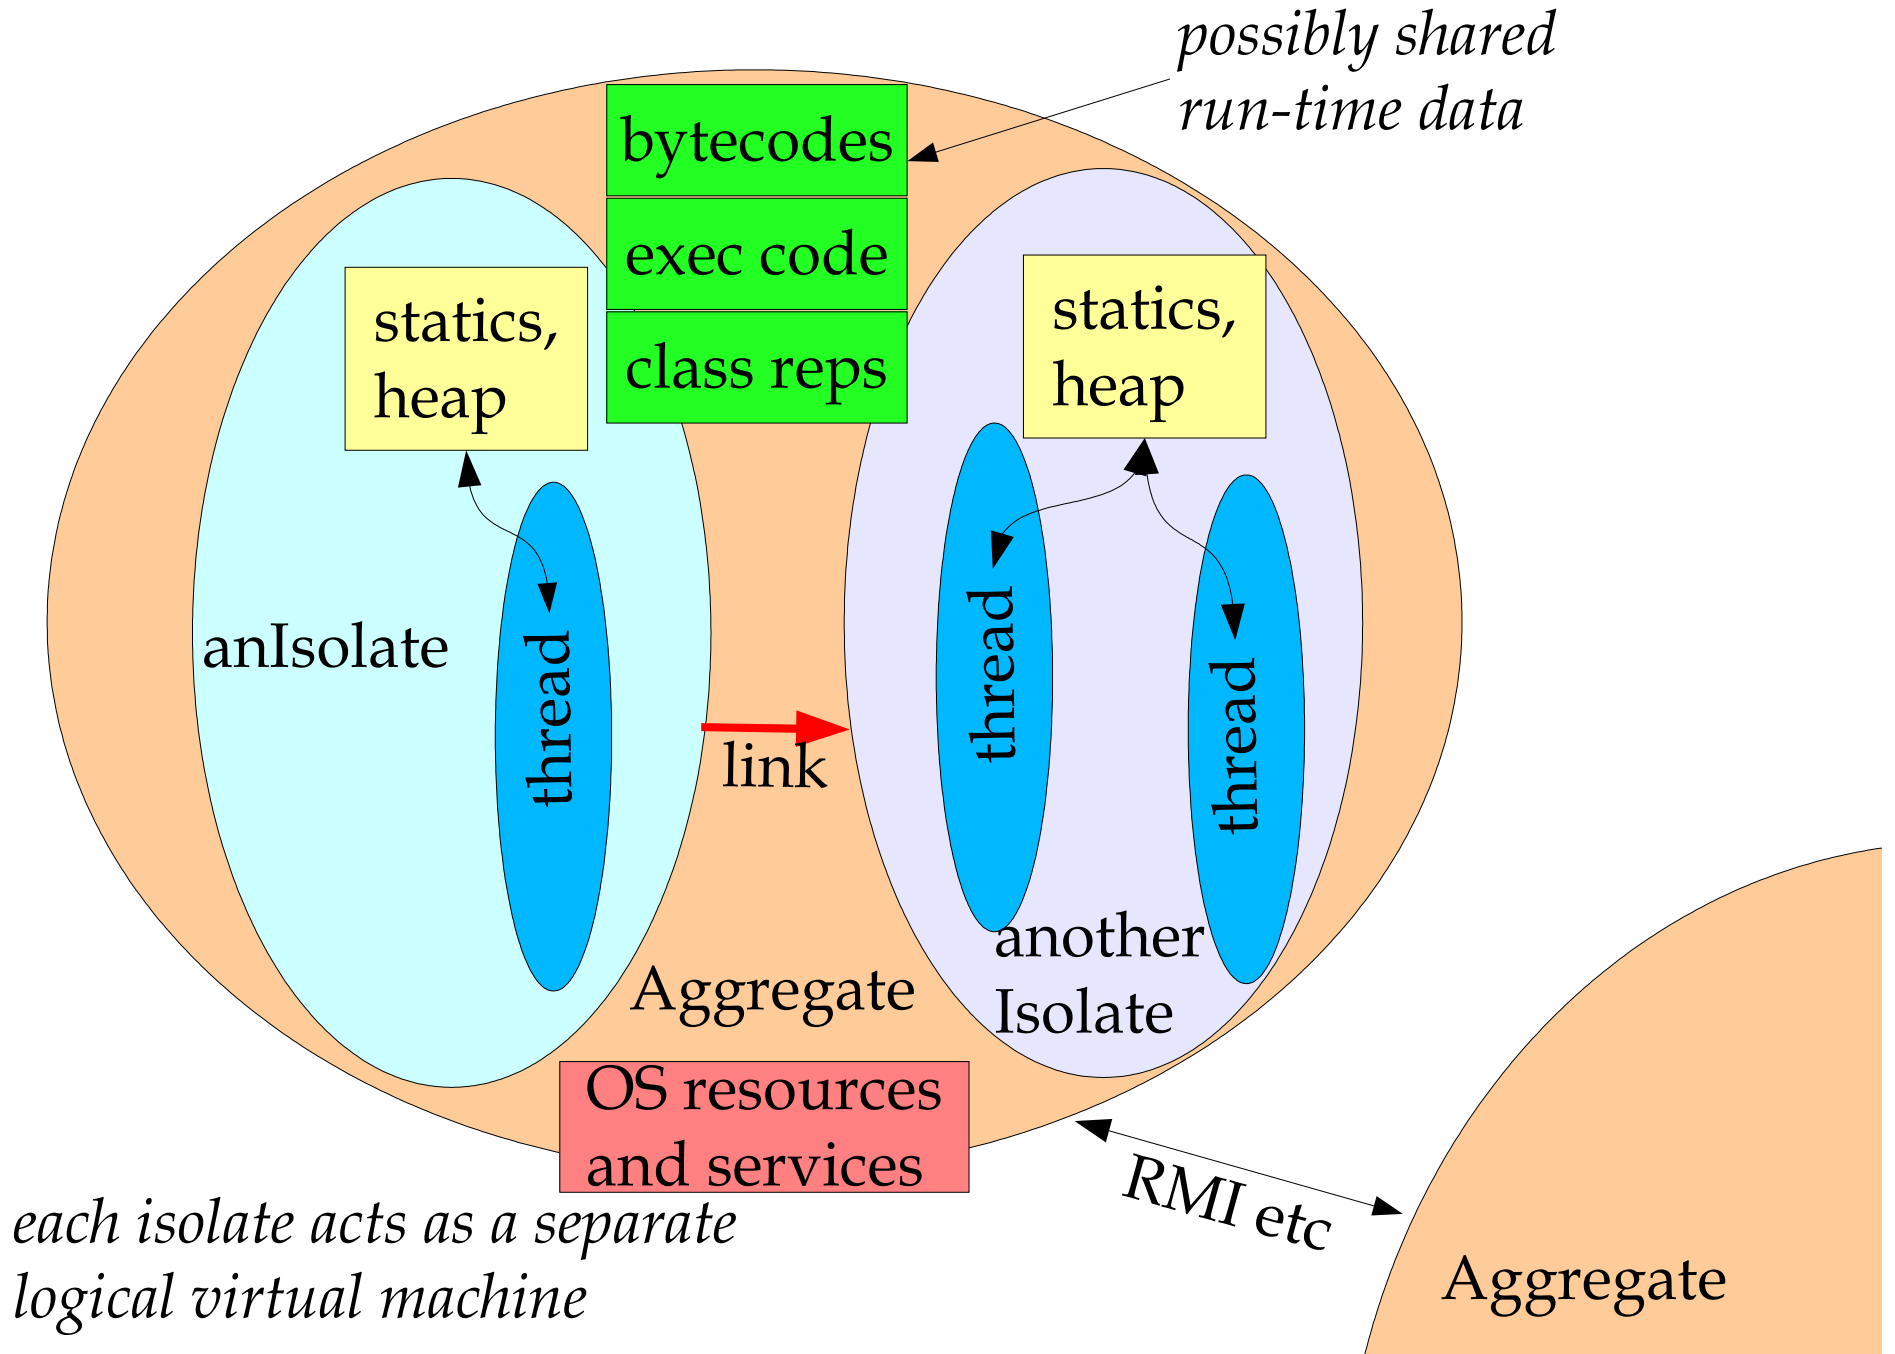 possibly shared
run-time data
bytecodes
exec code
class reps
statics,
heap
statics,
heap
anIsolate
thread
link
thread
thread
another
Isolate
Aggregate
OS resources
and services
RMI etc
Aggregate
each isolate acts as a separate
logical virtual machine